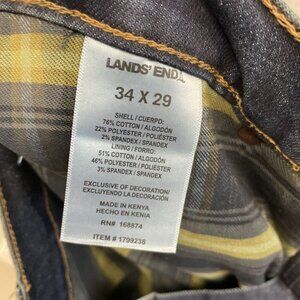 LANDS' END
34 X 29
SHELL / CUERPO:
76% COTTON / ALGODÓN
22% POLYESTER / POLIÉSTER
2% SPANDEX / SPANDEX
LINING / FORRO:
51% COTTON / ALGODÓN
46% POLYESTER / POLIÉSTER
3% SPANDEX / SPANDEX
EXCLUSIVE OF DECORATION/
EXCLUYENDO LA DECORACIÓN
MADE IN KENYA
HECHO EN KENIA
RN# 168874
ITEM # 1799238